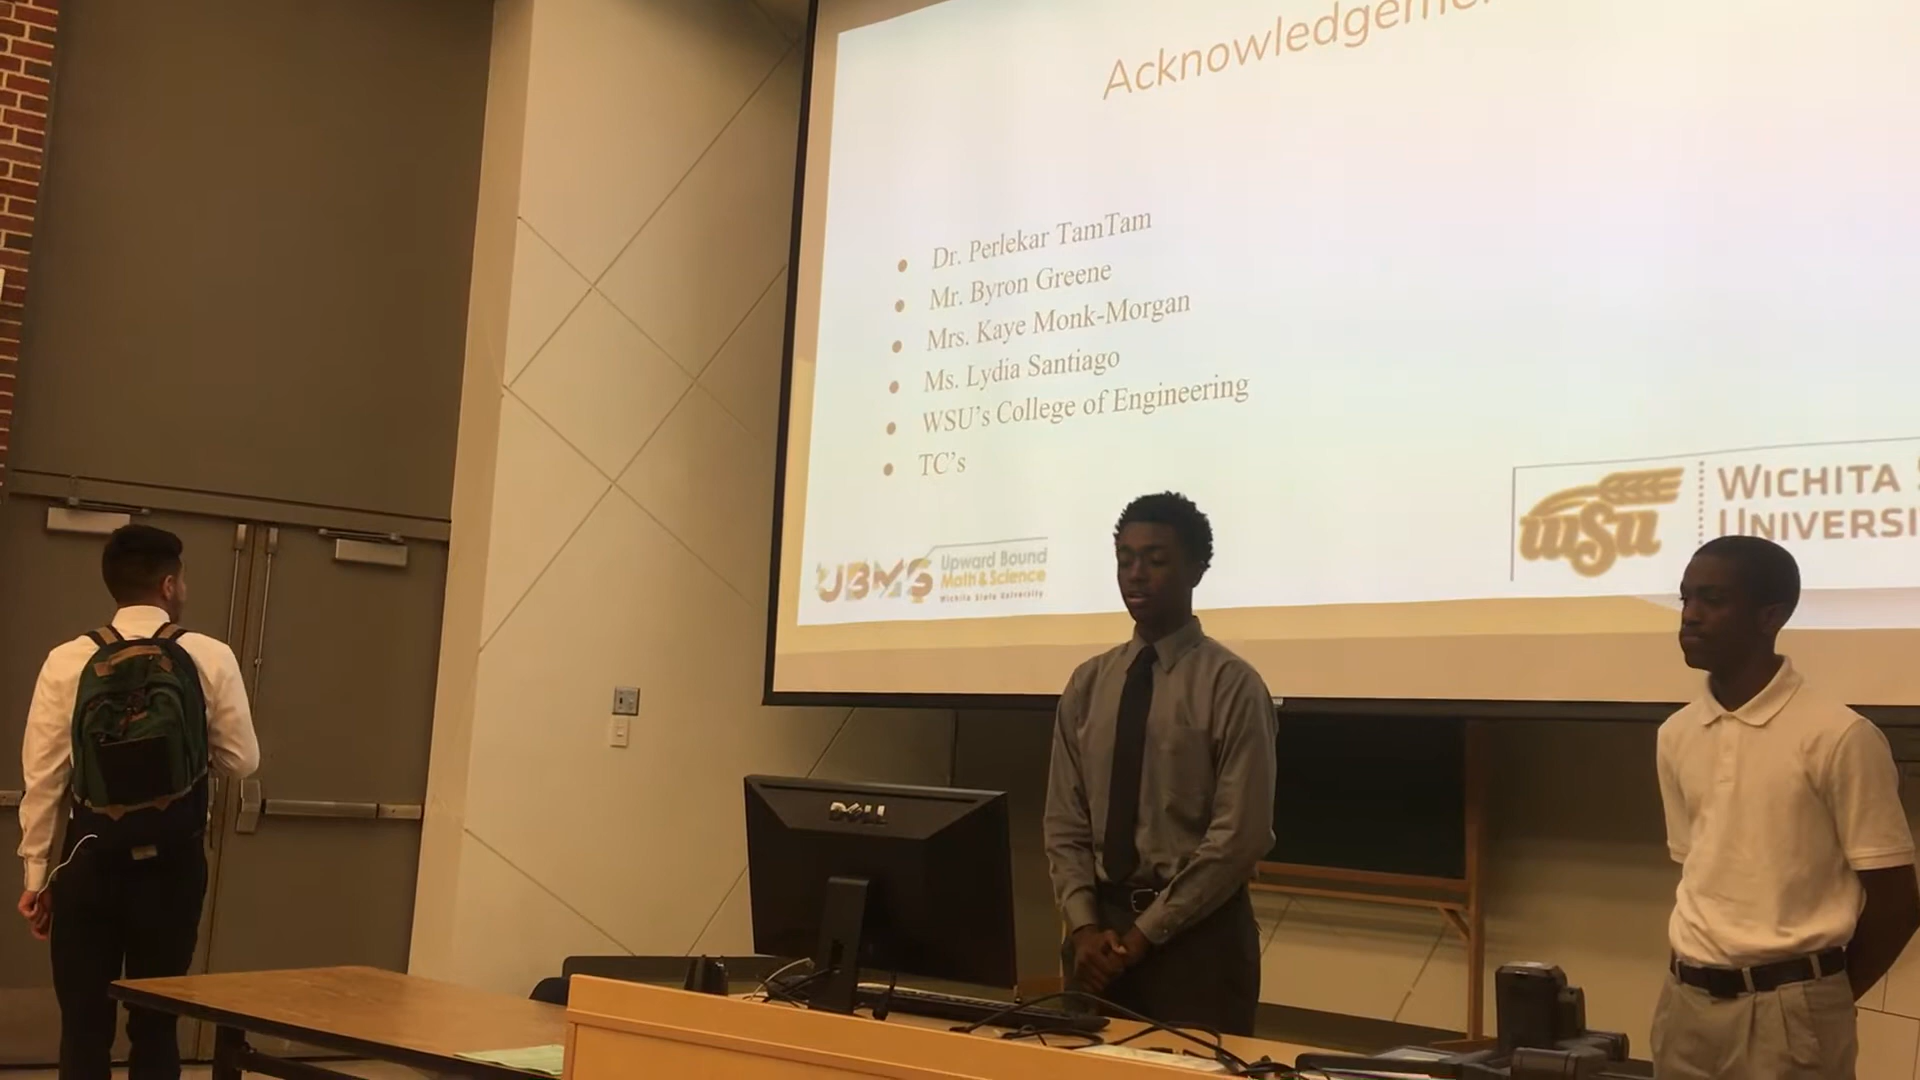 Acknowledgeme
Dr. Perlekar TamTam
Mr. Byron Greene
Mrs. Kaye Monk-Morgan
Ms. Lydia Santiago
WSU's College of Engineering
TC's
UBMS
Upward Bound
Math & Science
Wichita State University
WSU
WICHITA S
UNIVERSI
DELL